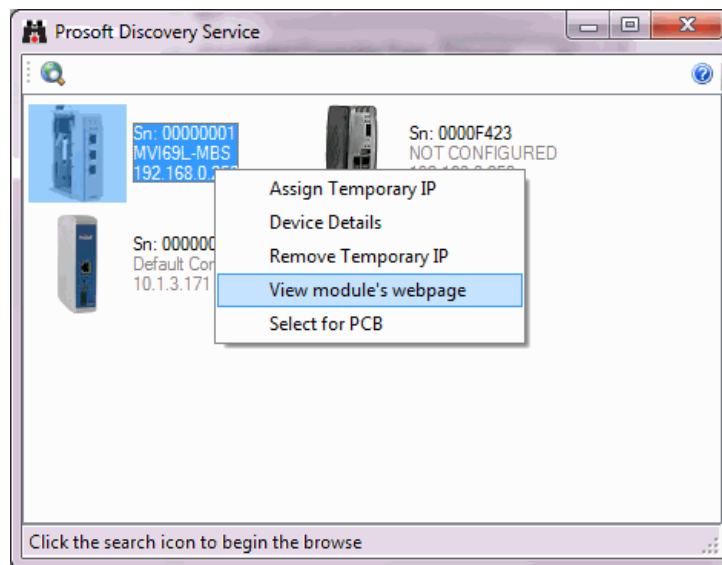 Prosoft Discovery Service
Sn: 00000001
MVI69L-MBS
Sn: 0000F423
NOT CONFIGURED
Assign Temporary IP
Device Details
Remove Temporary IP
View module's webpage
Select for PCB
Default
10.1.3.171
Click the search icon to begin the browse